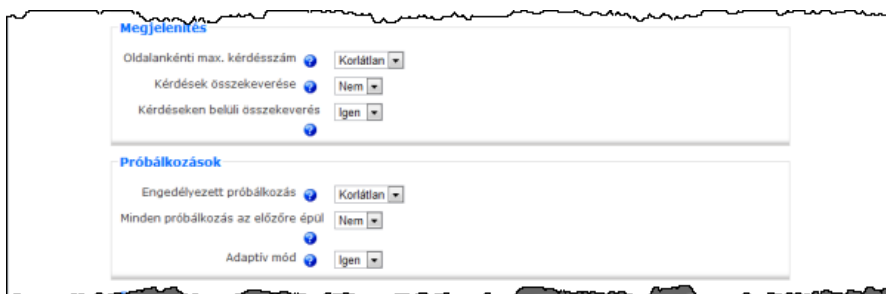 Megjelenítés
Oldalankénti max. kérdésszám Korlátlan
Kérdések összekeverése Nem
Kérdéseken belüli összekeverés Igen
Próbálkozások
Engedélyezett próbálkozás Korlátlan
Minden próbálkozás az előzőre épül Nem
Adaptív mód Igen